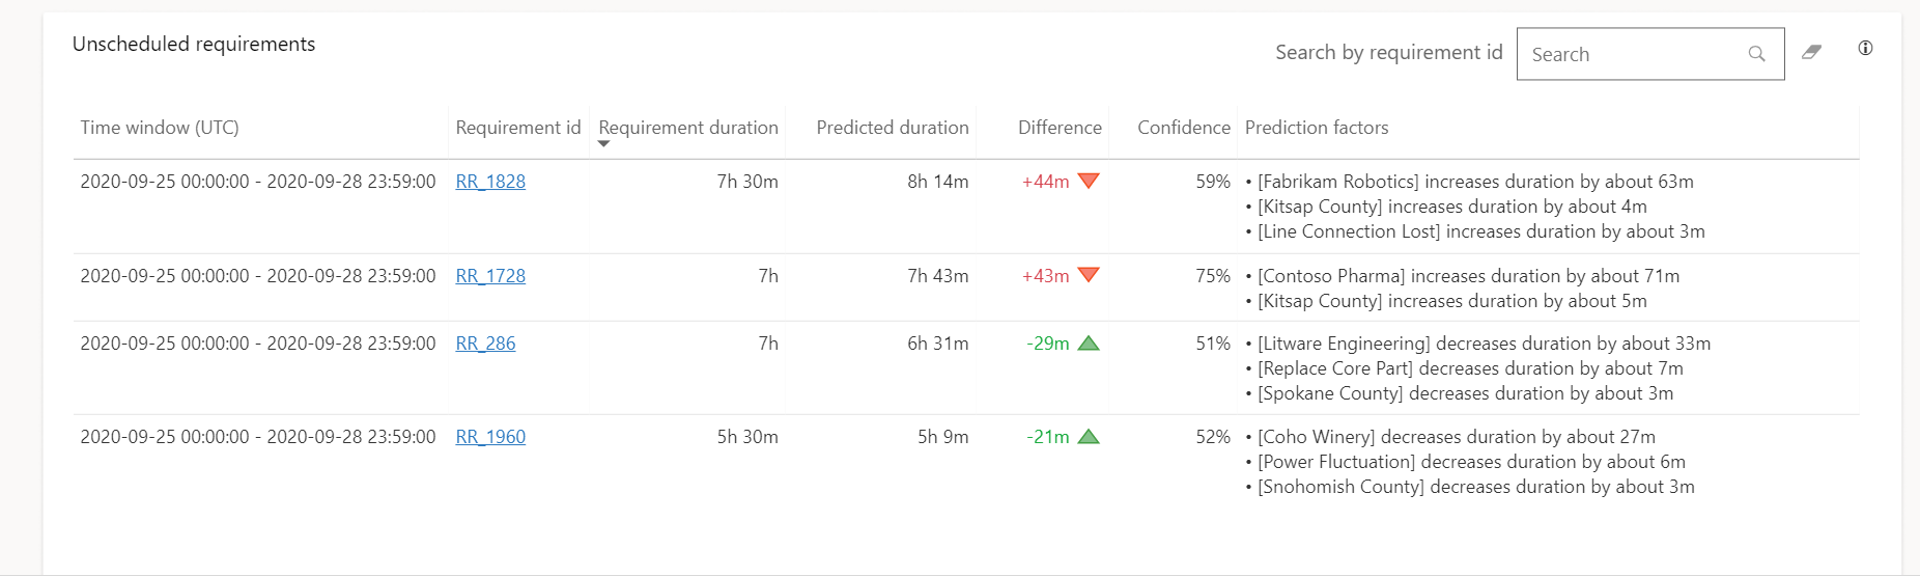 Unscheduled requirements
Search by requirement id
Search
Time window (UTC) Requirement id Requirement duration Predicted duration Difference Confidence Prediction factors
2020-09-25 00:00:00 - 2020-09-28 23:59:00 RR_1828 7h 30m 8h 14m +44m 59% • [Fabrikam Robotics] increases duration by about 63m
• [Kitsap County] increases duration by about 4m
• [Line Connection Lost] increases duration by about 3m
2020-09-25 00:00:00 - 2020-09-28 23:59:00 RR_1728 7h 7h 43m +43m 75% • [Contoso Pharma] increases duration by about 71m
• [Kitsap County] increases duration by about 5m
2020-09-25 00:00:00 - 2020-09-28 23:59:00 RR_286 7h 6h 31m -29m 51% • [Litware Engineering] decreases duration by about 33m
• [Replace Core Part] decreases duration by about 7m
• [Spokane County] decreases duration by about 3m
2020-09-25 00:00:00 - 2020-09-28 23:59:00 RR_1960 5h 30m 5h 9m -21m 52% • [Coho Winery] decreases duration by about 27m
• [Power Fluctuation] decreases duration by about 6m
• [Snohomish County] decreases duration by about 3m